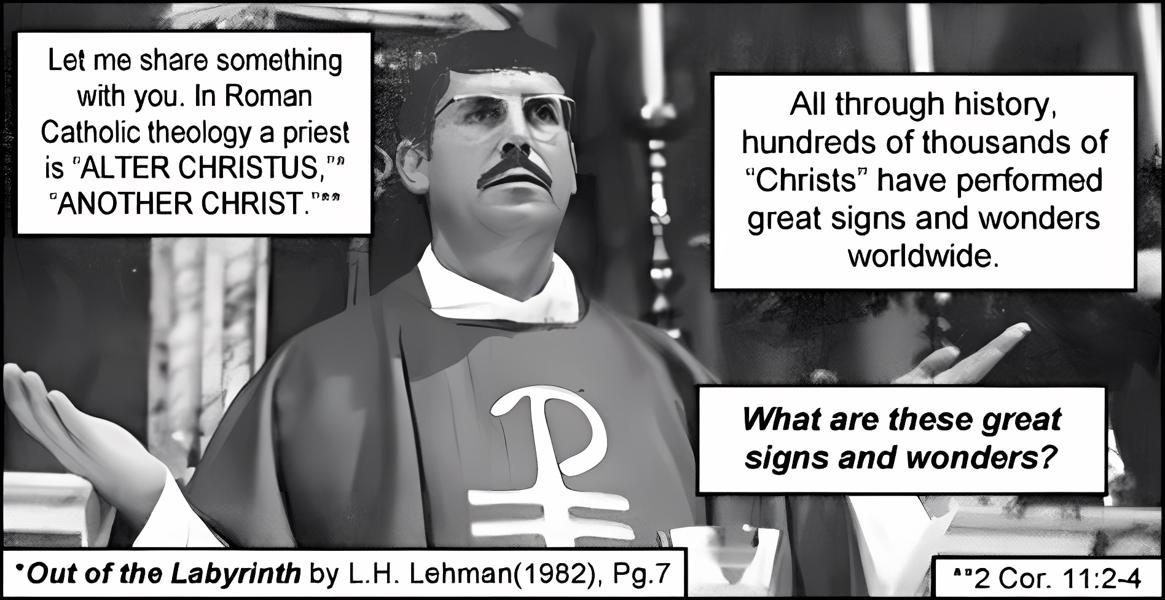 Let me share something
with you. In Roman
Catholic theology a priest
is "ALTER CHRISTUS,"*
"ANOTHER CHRIST."**
All through history,
hundreds of thousands of
"Christs" have performed
great signs and wonders
worldwide.
What are these great
signs and wonders?
*Out of the Labyrinth by L.H. Lehman(1982), Pg.7
**2 Cor. 11:2-4